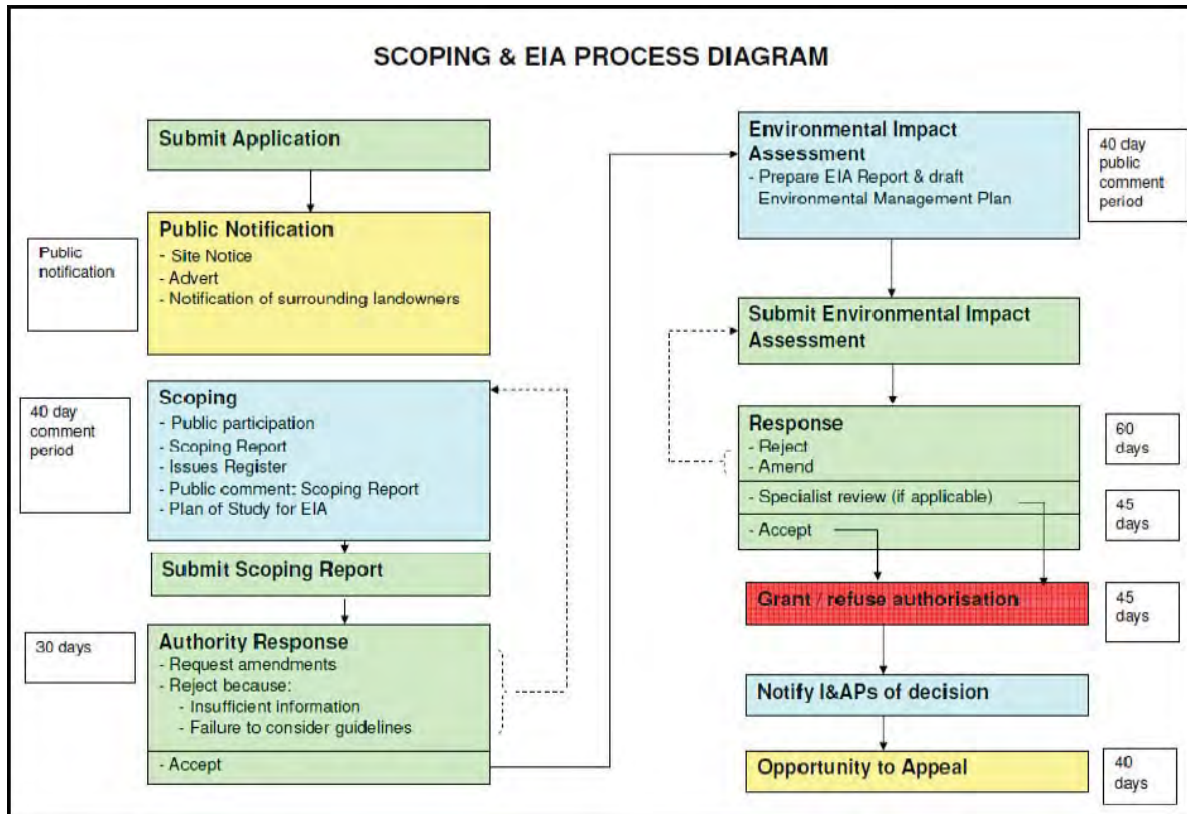 SCOPING & EIA PROCESS DIAGRAM
Submit Application
Public Notification
- Site Notice
- Advert
- Notification of surrounding landowners
Public
notification
Scoping
- Public participation
- Scoping Report
- Issues Register
- Public comment: Scoping Report
- Plan of Study for EIA
40 day
comment
period
Submit Scoping Report
Authority Response
- Request amendments
- Reject because:
- Insufficient information
- Failure to consider guidelines
- Accept
30 days
Environmental Impact
Assessment
- Prepare EIA Report & draft
Environmental Management Plan
40 day
public
comment
period
Submit Environmental Impact
Assessment
Response
- Reject
- Amend
- Specialist review (if applicable)
- Accept
60
days
45
days
Grant / refuse authorisation
45
days
Notify I&APs of decision
Opportunity to Appeal
40
days